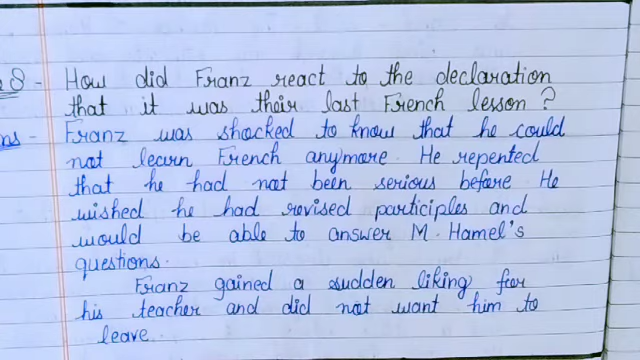 8 - How did Franz react to the declaration
that it was their last French lesson?
ns - Franz was shocked to know that he could
not learn French anymore. He repented
that he had not been serious before He
wished he had revised participles and
would be able to answer M. Hamel's
questions.
Franz gained a sudden liking for
his teacher and did not want him to
leave.